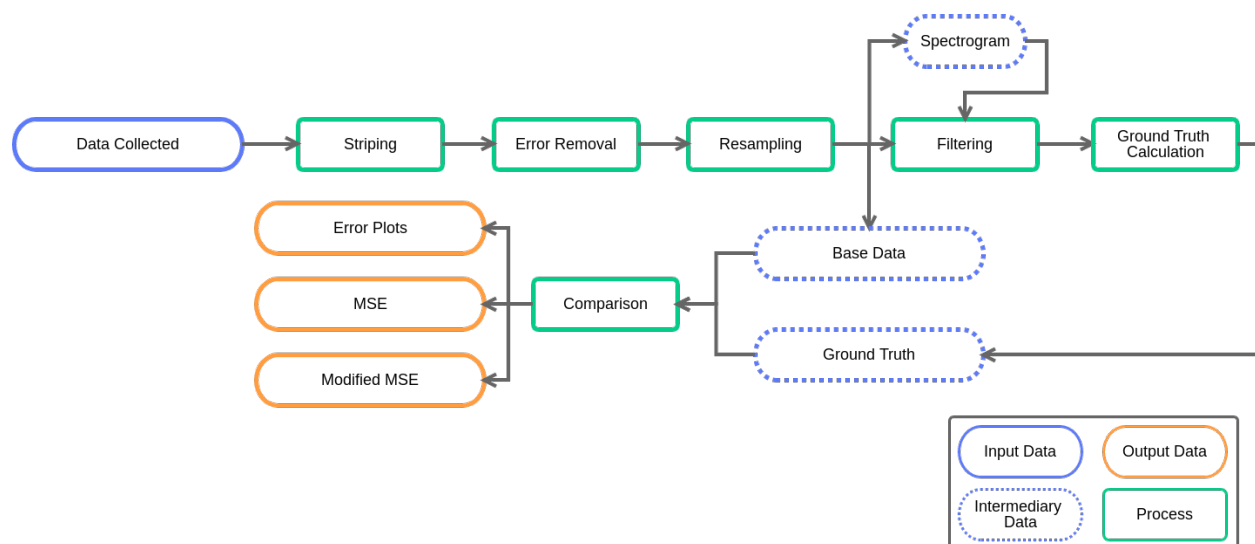 Spectrogram
Data Collected
Striping
Error Removal
Resampling
Filtering
Ground Truth
Calculation
Error Plots
Base Data
MSE
Comparison
Ground Truth
Modified MSE
Input Data
Output Data
Intermediary
Data
Process